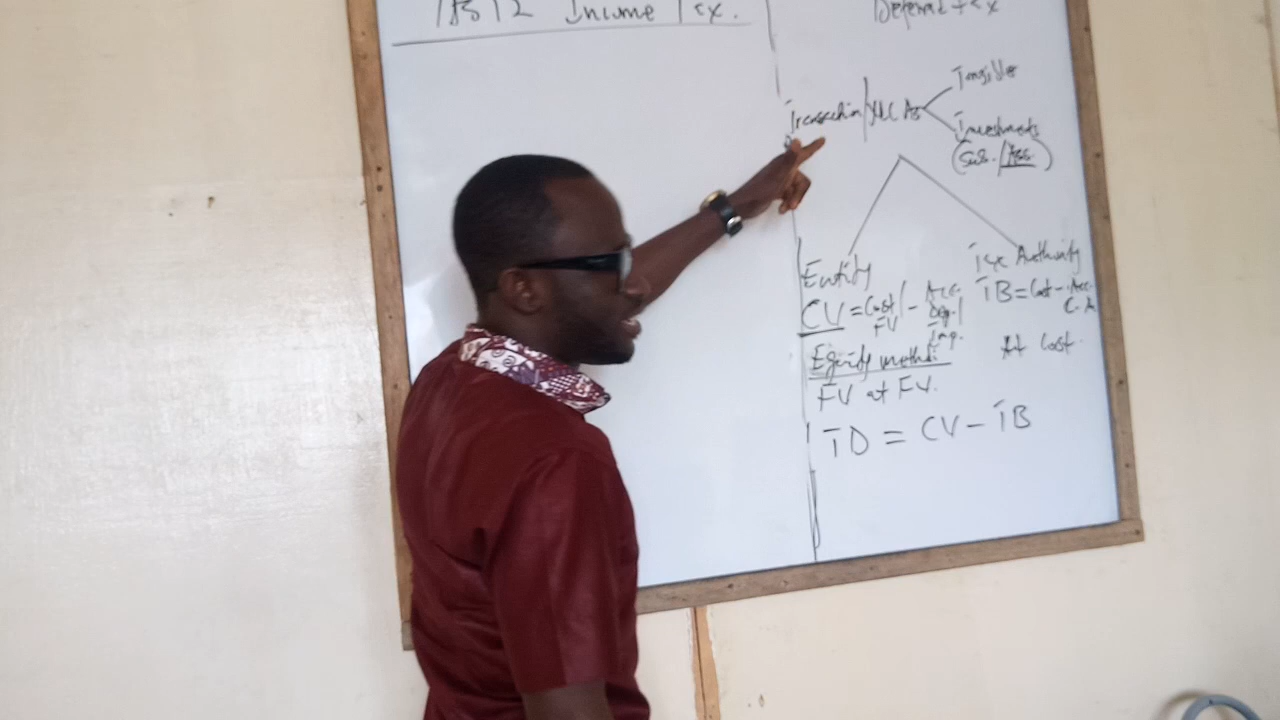 IAS 12 Income Tax.
Deferred tax
Transaction/NCAs
Tangibles
Investments
(Sub./Ass.)
Entity
CV = Cost/FV - Acc. Dep./Imp.
Equity method:
FV at FV.
Tax Authority
TB = Cost - Acc. C.A
At cost.
TD = CV - TB